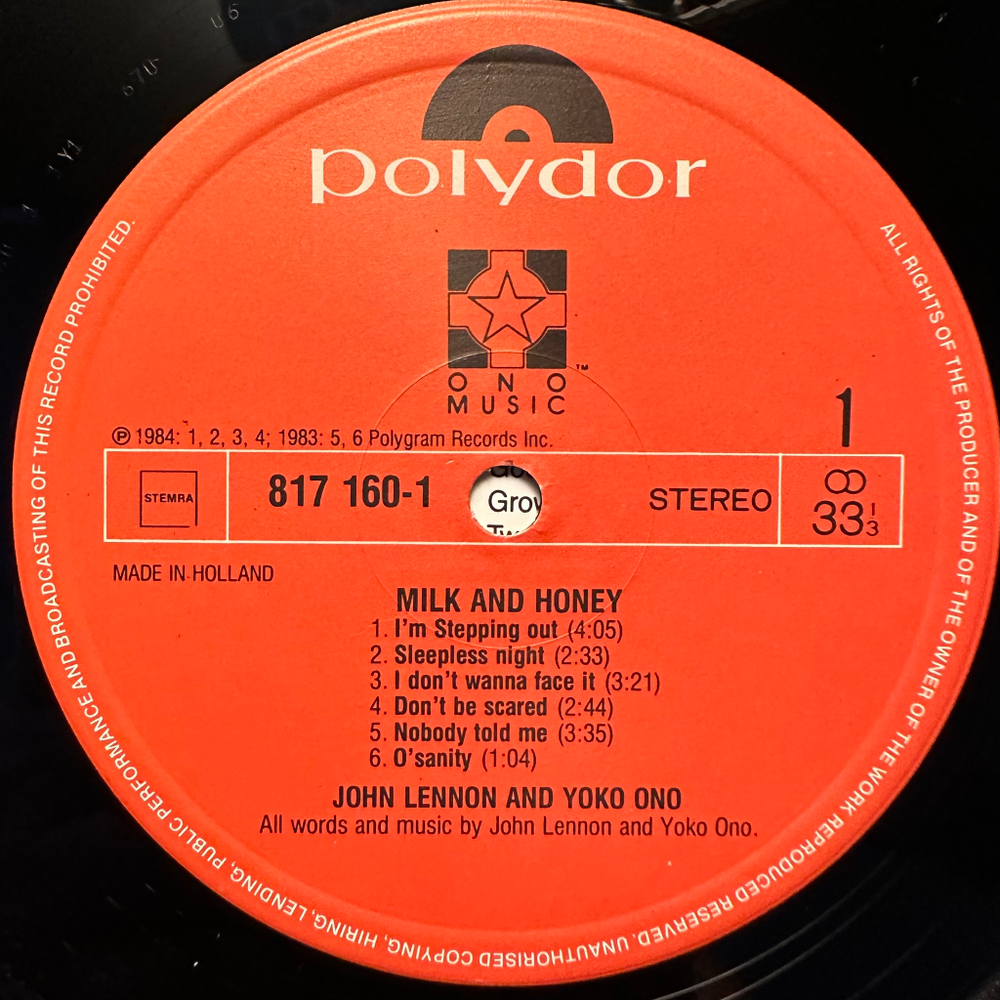 polydor
ONO
MUSIC
™
℗ 1984: 1, 2, 3, 4; 1983: 5, 6 Polygram Records Inc.
1
STEMRA
817 160-1
STEREO
33 1/3
MADE IN HOLLAND
MILK AND HONEY
1. I'm Stepping out (4:05)
2. Sleepless night (2:33)
3. I don't wanna face it (3:21)
4. Don't be scared (2:44)
5. Nobody told me (3:35)
6. O'sanity (1:04)
JOHN LENNON AND YOKO ONO
All words and music by John Lennon and Yoko Ono.
ALL RIGHTS OF THE PRODUCER AND OF THE OWNER OF THE WORK REPRODUCED RESERVED. UNAUTHORISED COPYING, HIRING, LENDING, PUBLIC PERFORMANCE AND BROADCASTING OF THIS RECORD PROHIBITED.